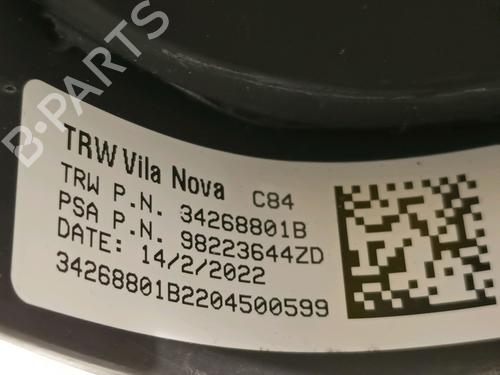 B-PARTS
TRW Vila Nova C84
TRW P.N. 34268801B
PSA P.N. 98223644ZD
DATE: 14/2/2022
34268801B2204500599